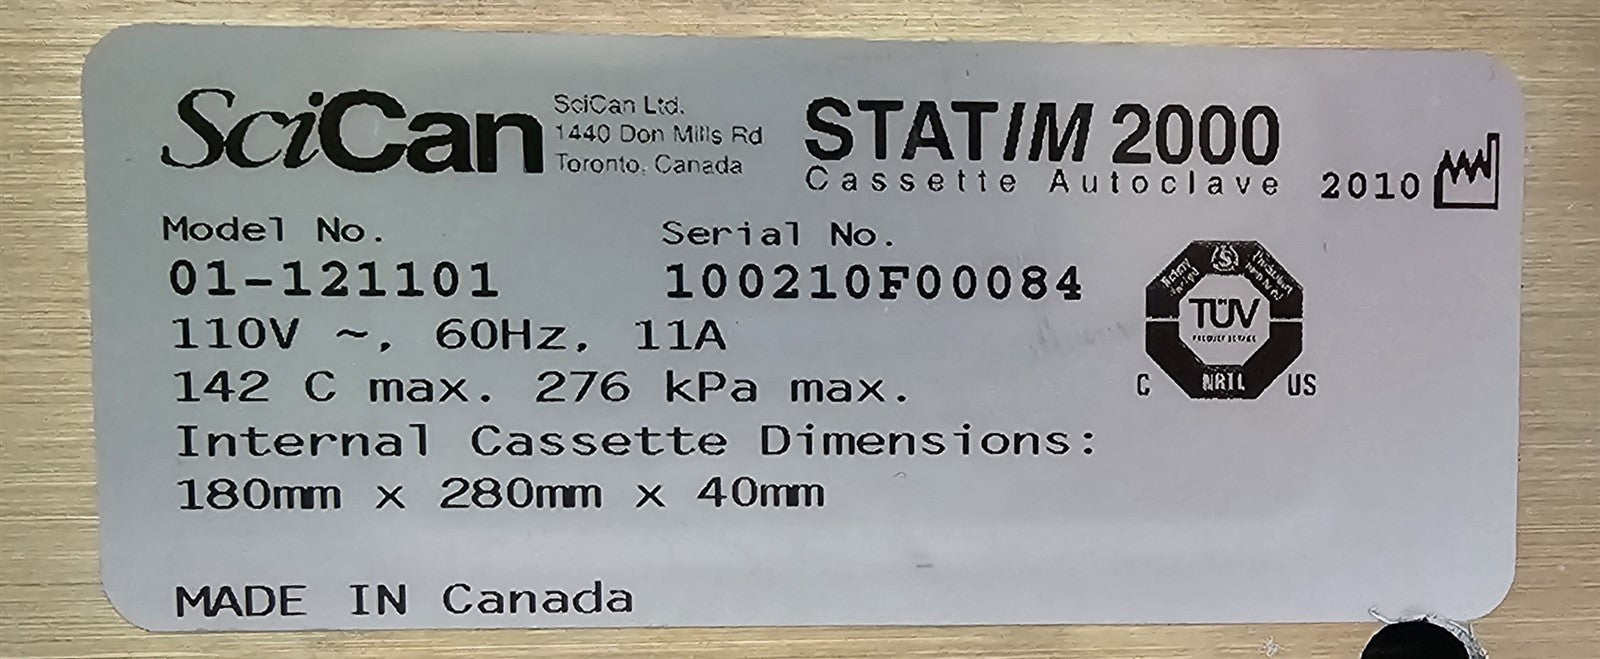 SciCan
SciCan Ltd.
1440 Don Mills Rd
Toronto, Canada
STATIM 2000
Cassette Autoclave
2010
Model No.
01-121101
Serial No.
100210F00084
110V ~, 60Hz, 11A
142 C max. 276 kPa max.
Internal Cassette Dimensions:
180mm x 280mm x 40mm
MADE IN Canada
TÜV
C NRTL US